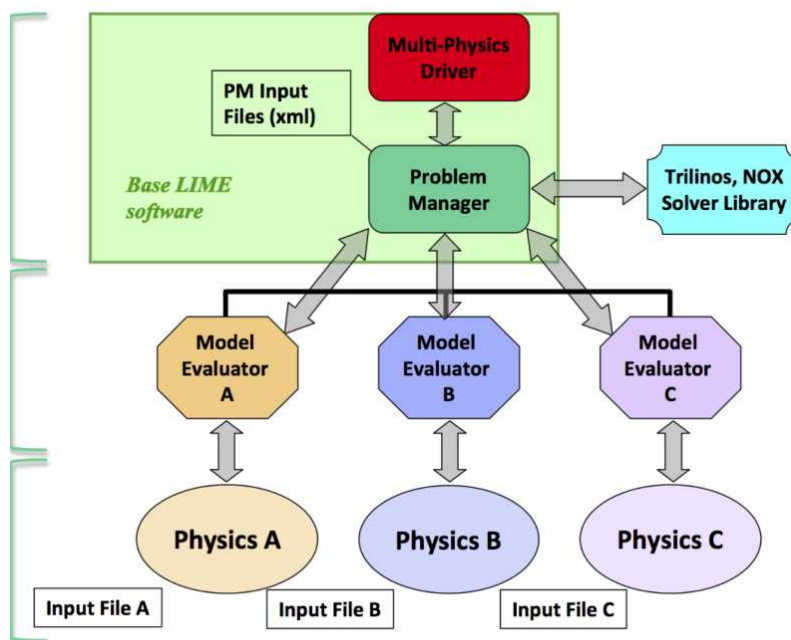 Multi-Physics
Driver
PM Input
Files (xml)
Base LIME
software
Problem
Manager
Trilinos, NOX
Solver Library
Model
Evaluator
A
Model
Evaluator
B
Model
Evaluator
C
Physics A
Physics B
Physics C
Input File A
Input File B
Input File C